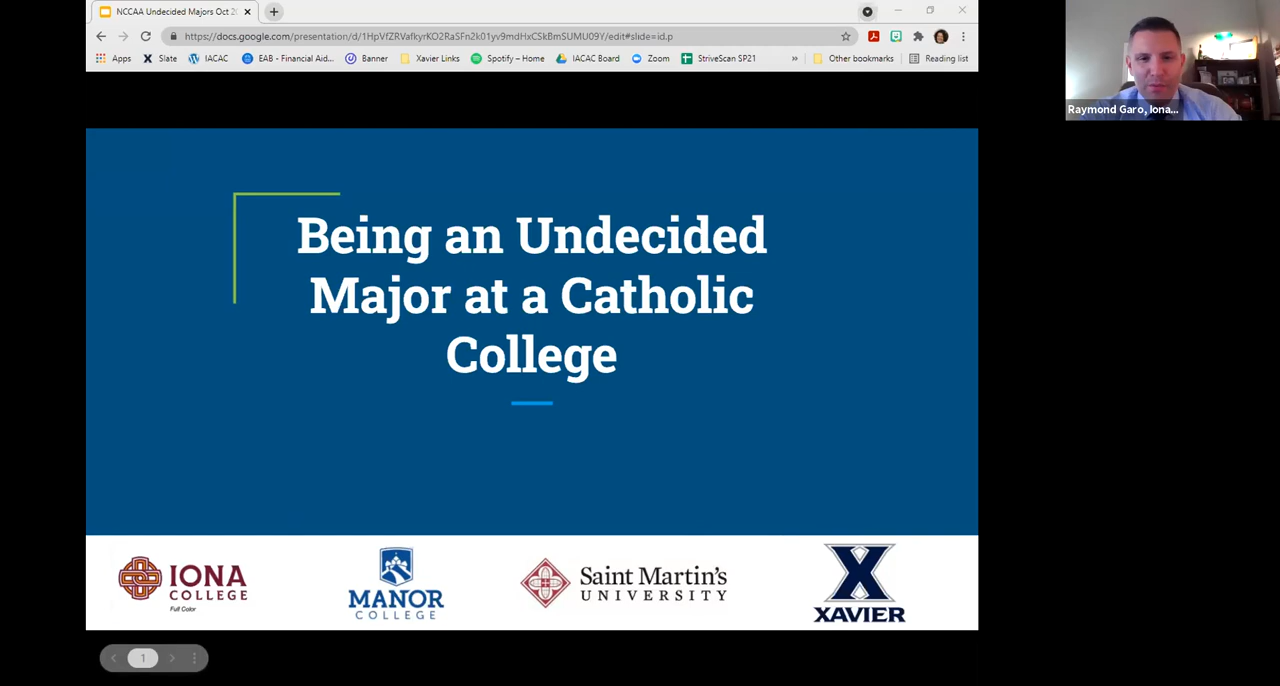 NCCAA Undecided Majors Oct 2
https://docs.google.com/presentation/d/1HpVfZRVafkyrKO2RaSFn2k01yv9mdHxCSkBmSUMU09Y/edit#slide=id.p
Apps Slate IACAC EAB - Financial Aid... Banner Xavier Links Spotify – Home IACAC Board Zoom StriveScan SP21 » Other bookmarks Reading list
Raymond Garo, Iona...
Being an Undecided
Major at a Catholic
College
IONA
COLLEGE
Full Color
MANOR
COLLEGE
Saint Martin's
UNIVERSITY
X
XAVIER
1